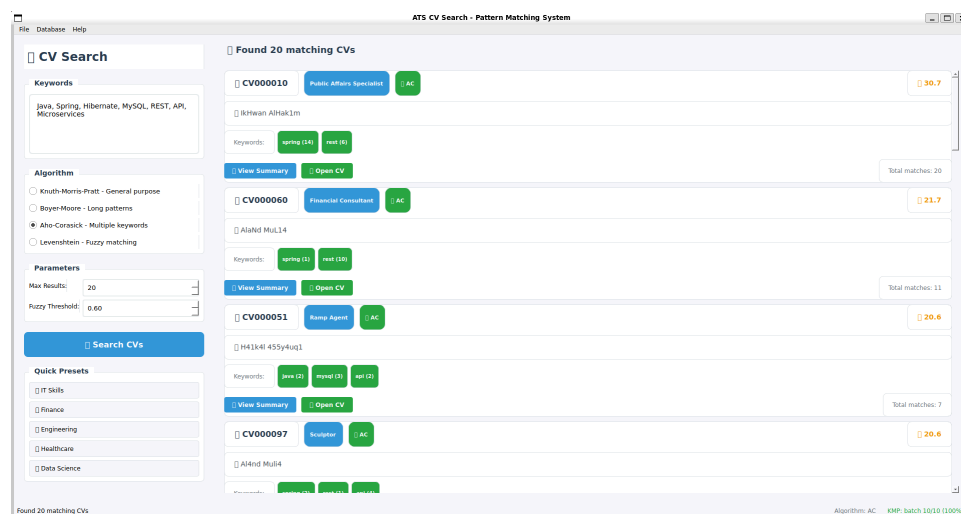 ATS CV Search - Pattern Matching System
File Database Help
CV Search
Keywords
Java, Spring, Hibernate, MySQL, REST, API,
Microservices
Algorithm
Knuth-Morris-Pratt - General purpose
Boyer-Moore - Long patterns
Aho-Corasick - Multiple keywords
Levenshtein - Fuzzy matching
Parameters
Max Results: 20
Fuzzy Threshold: 0.60
Search CVs
Quick Presets
IT Skills
Finance
Engineering
Healthcare
Data Science
Found 20 matching CVs
CV000010 Public Affairs Specialist AC 30.7
IkHwan AlHak1m
Keywords: spring (14) rest (6)
View Summary Open CV Total matches: 20
CV000060 Financial Consultant AC 21.7
AlaNd MuL14
Keywords: spring (1) rest (10)
View Summary Open CV Total matches: 11
CV000051 Ramp Agent AC 20.6
H41k4l 455y4uq1
Keywords: java (2) mysql (3) api (2)
View Summary Open CV Total matches: 7
CV000097 Sculptor AC 20.6
Al4nd Muli4
Found 20 matching CVs Algorithm: AC KMP: batch 10/10 (100%